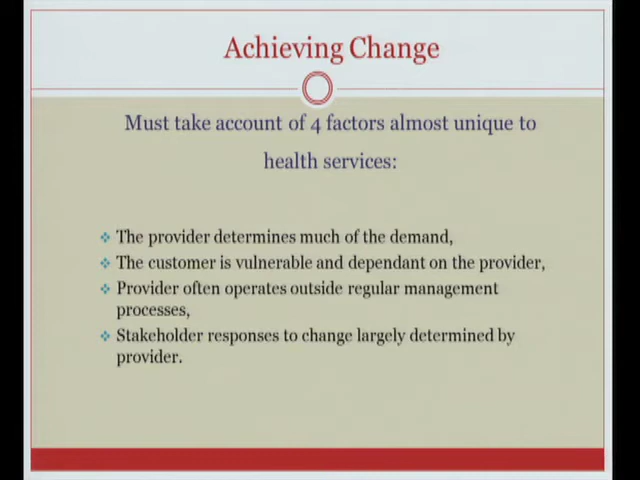 Achieving Change
Must take account of 4 factors almost unique to
health services:
The provider determines much of the demand,
The customer is vulnerable and dependant on the provider,
Provider often operates outside regular management
processes,
Stakeholder responses to change largely determined by
provider.